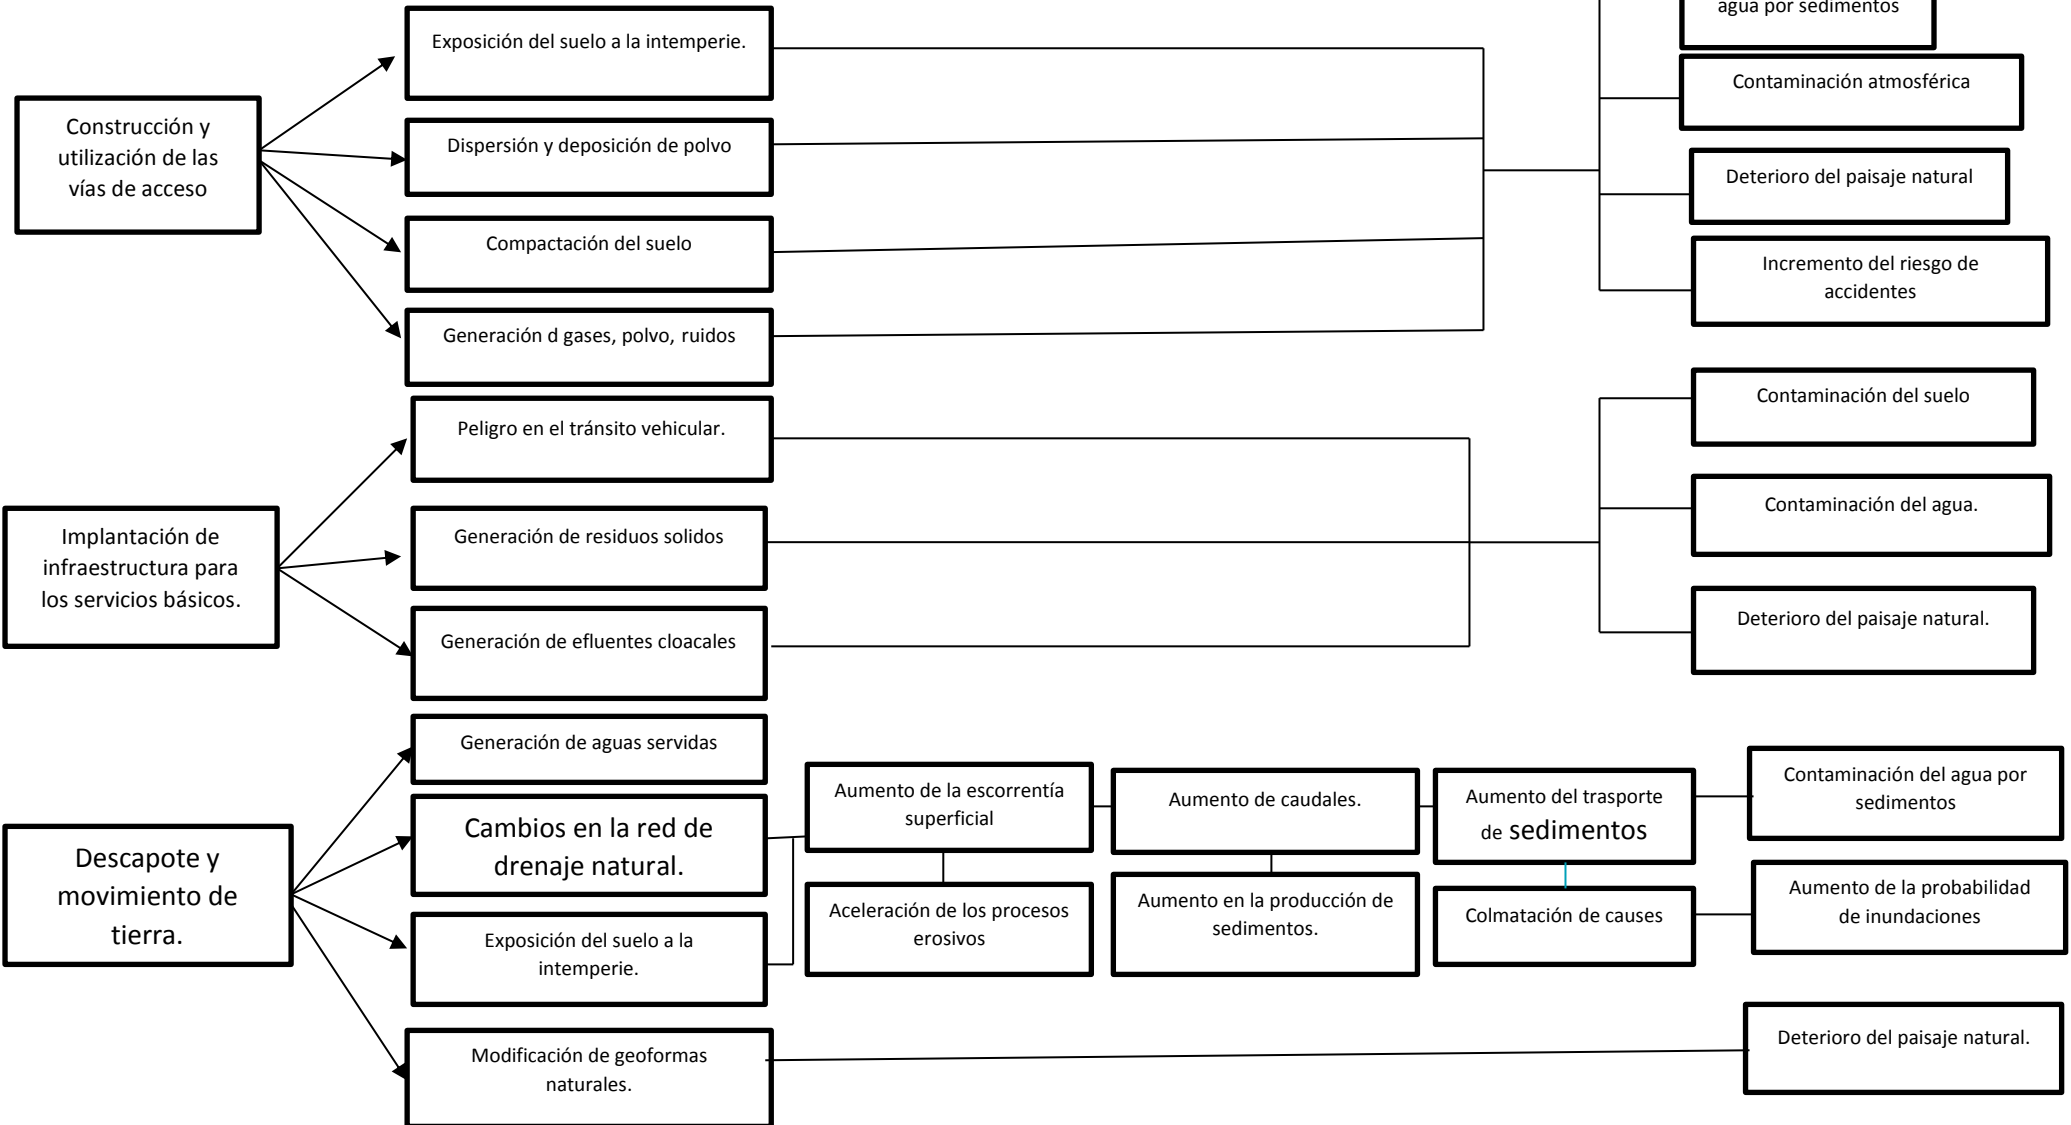 agua por sedimentos
Exposición del suelo a la intemperie.
Contaminación atmosférica
Construcción y
utilización de las
vías de acceso
Dispersión y deposición de polvo
Deterioro del paisaje natural
Compactación del suelo
Incremento del riesgo de
accidentes
Generación d gases, polvo, ruidos
Peligro en el tránsito vehicular.
Contaminación del suelo
Implantación de
infraestructura para
los servicios básicos.
Generación de residuos solidos
Contaminación del agua.
Generación de efluentes cloacales
Deterioro del paisaje natural.
Descapote y
movimiento de
tierra.
Generación de aguas servidas
Cambios en la red de
drenaje natural.
Exposición del suelo a la
intemperie.
Modificación de geoformas
naturales.
Aumento de la escorrentía
superficial
Aceleración de los procesos
erosivos
Aumento de caudales.
Aumento en la producción de
sedimentos.
Aumento del trasporte
de sedimentos
Colmatación de causes
Contaminación del agua por
sedimentos
Aumento de la probabilidad
de inundaciones
Deterioro del paisaje natural.